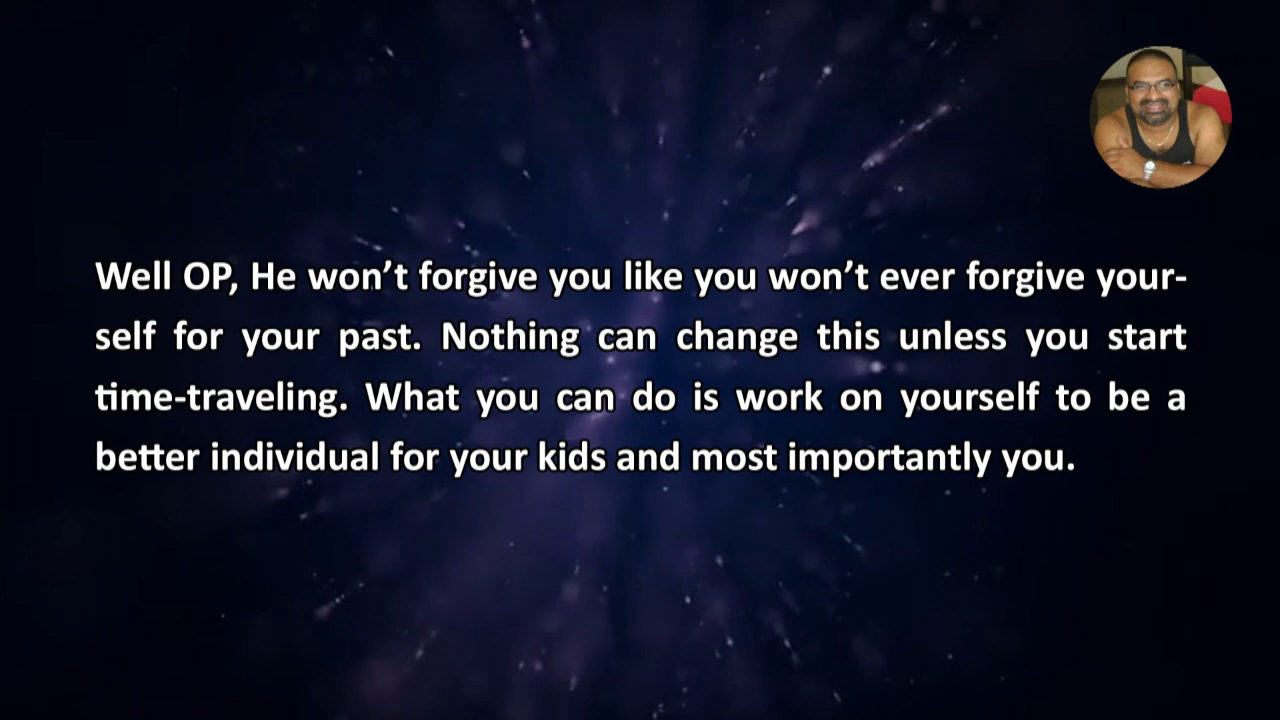 Well OP, He won’t forgive you like you won’t ever forgive your-
self for your past. Nothing can change this unless you start
time-traveling. What you can do is work on yourself to be a
better individual for your kids and most importantly you.